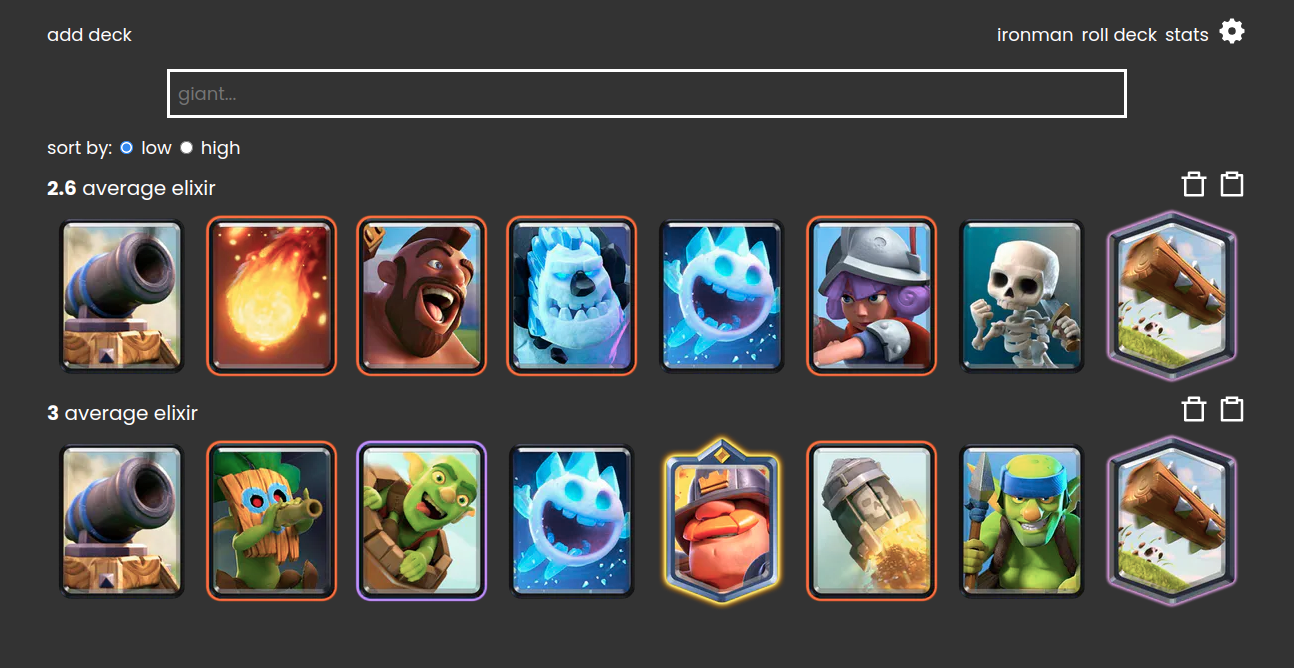 add deck
ironman roll deck stats
giant...
sort by: low high
2.6 average elixir
3 average elixir